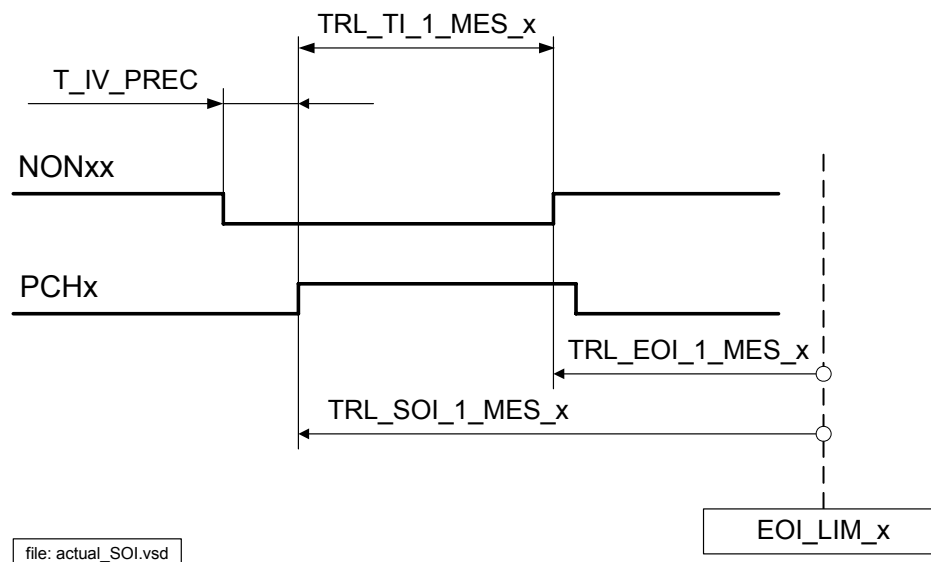 TRL_TI_1_MES_x
T_IV_PREC
NONxx
PCHx
TRL_EOI_1_MES_x
TRL_SOI_1_MES_x
EOI_LIM_x
file: actual_SOI.vsd